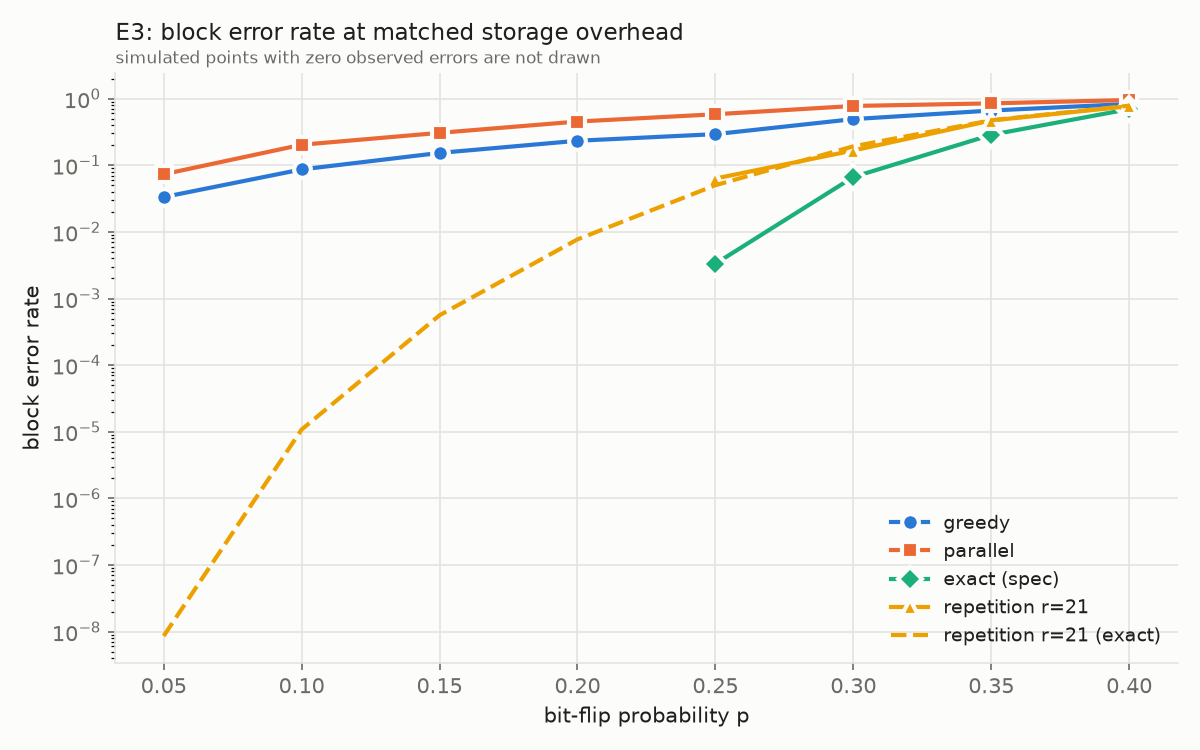 E3: block error rate at matched storage overhead
simulated points with zero observed errors are not drawn
block error rate
10⁰
10⁻¹
10⁻²
10⁻³
10⁻⁴
10⁻⁵
10⁻⁶
10⁻⁷
10⁻⁸
greedy
parallel
exact (spec)
repetition r=21
repetition r=21 (exact)
0.05 0.10 0.15 0.20 0.25 0.30 0.35 0.40
bit-flip probability p